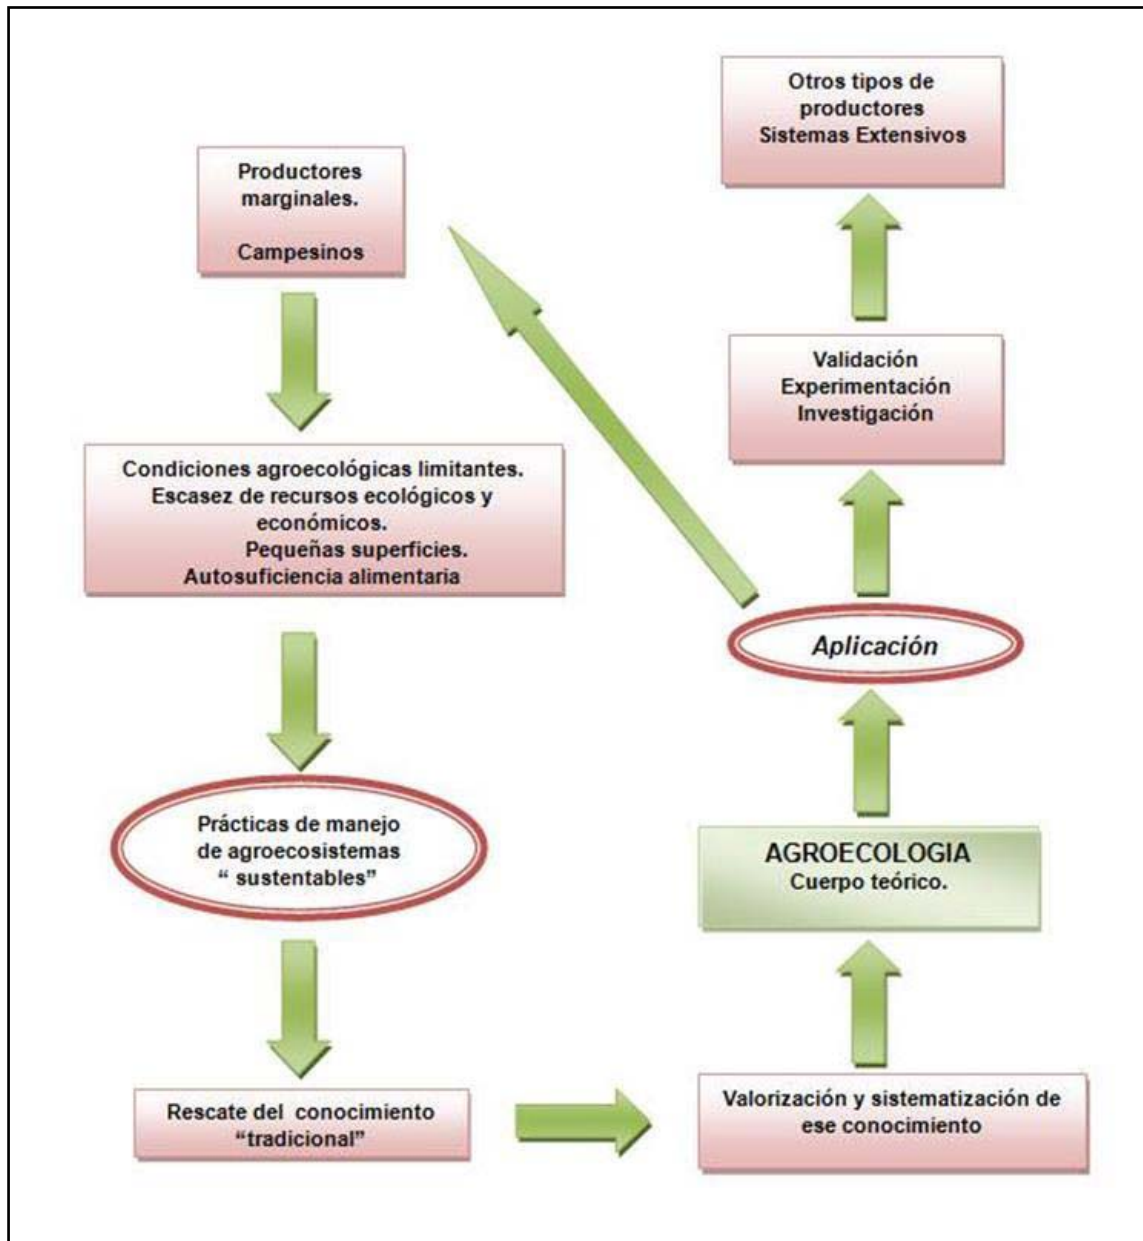 Productores
marginales.
Campesinos
Condiciones agroecológicas limitantes.
Escasez de recursos ecológicos y
económicos.
Pequeñas superficies.
Autosuficiencia alimentaria
Prácticas de manejo
de agroecosistemas
“ sustentables”
Rescate del conocimiento
“tradicional”
Valorización y sistematización de
ese conocimiento
AGROECOLOGIA
Cuerpo teórico.
Aplicación
Validación
Experimentación
Investigación
Otros tipos de
productores
Sistemas Extensivos